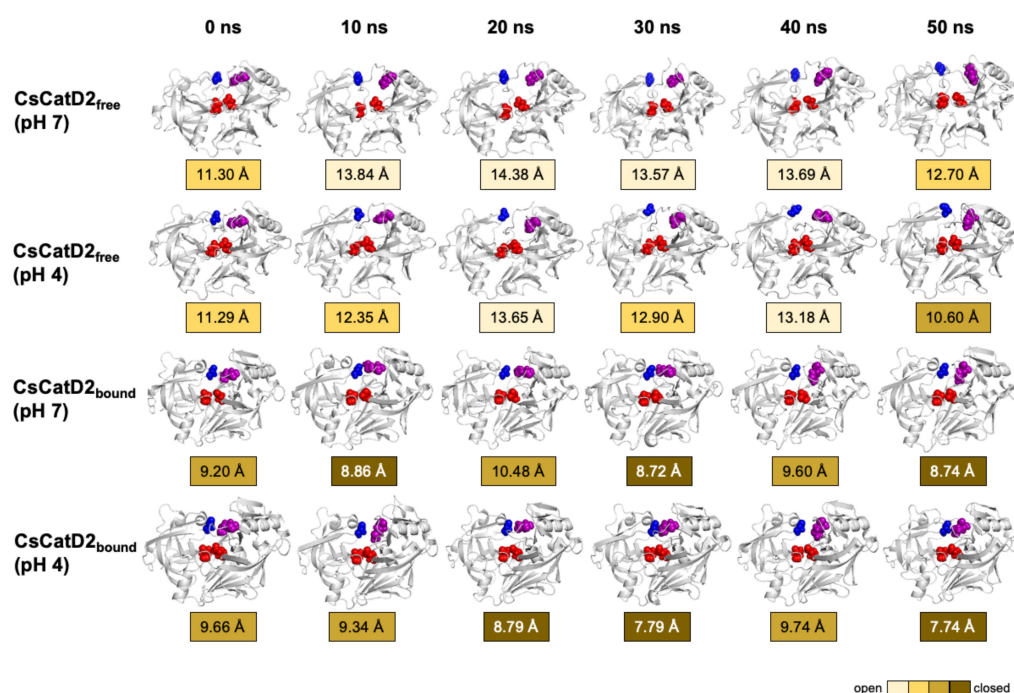 0 ns 10 ns 20 ns 30 ns 40 ns 50 ns
CsCatD2free
(pH 7)
11.30 Å 13.84 Å 14.38 Å 13.57 Å 13.69 Å 12.70 Å
CsCatD2free
(pH 4)
11.29 Å 12.35 Å 13.65 Å 12.90 Å 13.18 Å 10.60 Å
CsCatD2bound
(pH 7)
9.20 Å 8.86 Å 10.48 Å 8.72 Å 9.60 Å 8.74 Å
CsCatD2bound
(pH 4)
9.66 Å 9.34 Å 8.79 Å 7.79 Å 9.74 Å 7.74 Å
open closed